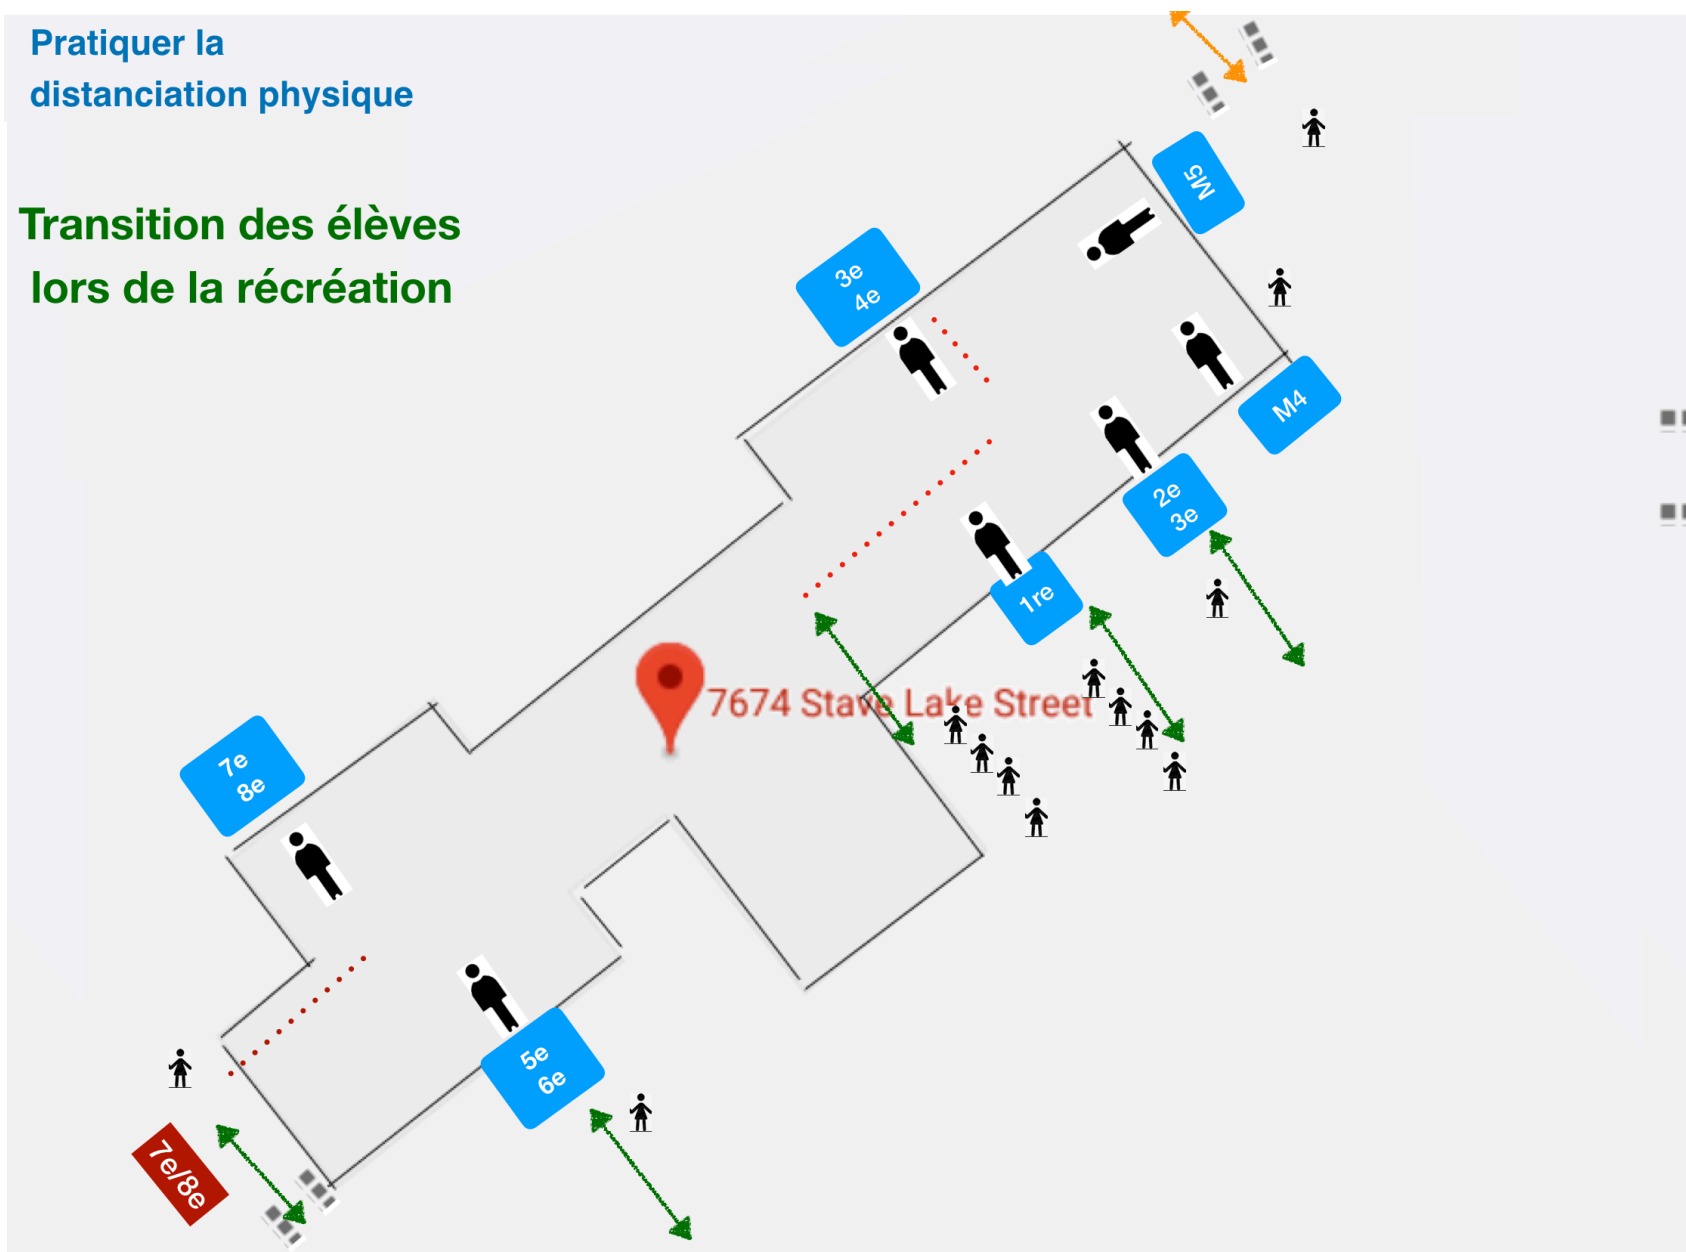 Pratiquer la
distanciation physique
Transition des élèves
lors de la récréation
M5
3e
4e
M4
2e
3e
1re
7674 Stave Lake Street
7e
8e
5e
6e
7e/8e